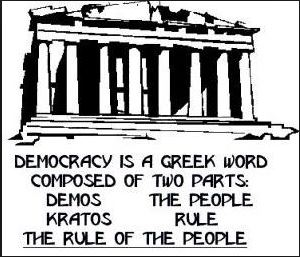 DEMOCRACY IS A GREEK WORD
COMPOSED OF TWO PARTS:
DEMOS THE PEOPLE
KRATOS RULE
THE RULE OF THE PEOPLE